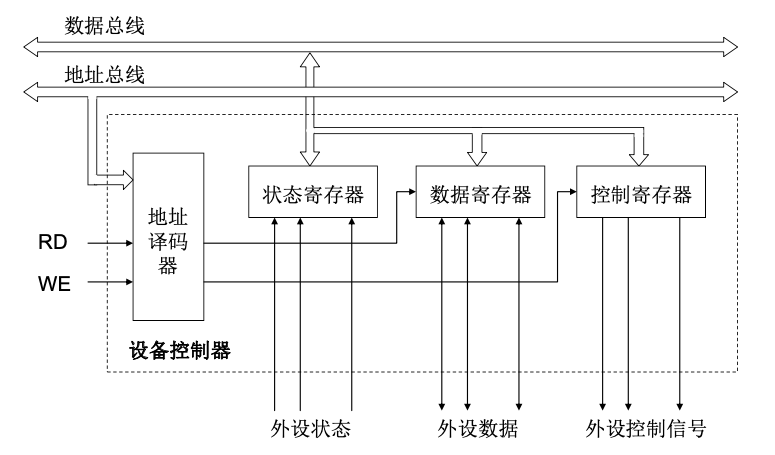 数据总线
地址总线
状态寄存器
数据寄存器
控制寄存器
地址
译码
器
RD
WE
设备控制器
外设状态
外设数据
外设控制信号